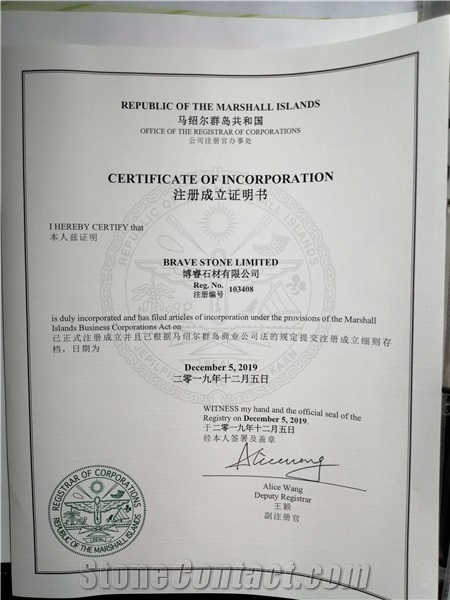 REPUBLIC OF THE MARSHALL ISLANDS
马绍尔群岛共和国
OFFICE OF THE REGISTRAR OF CORPORATIONS
公司注册官办事处
CERTIFICATE OF INCORPORATION
注册成立证明书
I HEREBY CERTIFY that
本人兹证明
BRAVE STONE LIMITED
博睿石材有限公司
Reg. No.
注册编号 103408
is duly incorporated and has filed articles of incorporation under the provisions of the Marshall
Islands Business Corporations Act on
已正式注册成立并且已根据马绍尔群岛商业公司法的规定提交注册成立细则存
档，日期为
December 5, 2019
二零一九年十二月五日
WITNESS my hand and the official seal of the
Registry on December 5, 2019.
于二零一九年十二月五日
经本人签署及盖章
Alicewang
Alice Wang
Deputy Registrar
王颖
副注册官
REGISTRAR OF CORPORATIONS
SEAL
REPUBLIC OF THE MARSHALL ISLANDS
REPUBLIC OF THE MARSHALL ISLANDS
SEAL
StoneContact.com